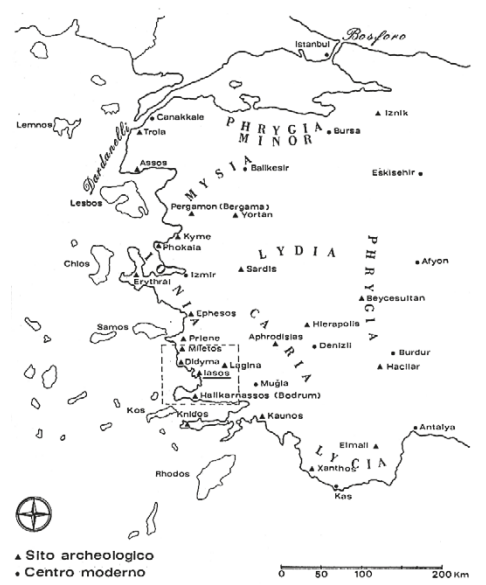 Bosforo
Istanbul
Canakkale
Troia
Dardanelli
Lemnos
PHRYGIA
MINOR
Iznik
Bursa
Assos
MYSIA
Balikesir
Eskisehir
Lesbos
Pergamon (Bergama)
Yortan
Kyme
Phokaia
Chios
IONIA
LYDIA
PHRYGIA
Izmir
Sardis
Afyon
Erythrai
Beycesultan
Ephesos
CARIA
Samos
Hierapolis
Priene
Aphrodisias
Miletos
Denizli
Burdur
Didyma
Lagina
Hacilar
Iasos
Muğla
Halikarnassos (Bodrum)
Kos
Knidos
Kaunos
Antalya
Elmali
LYCIA
Rhodos
Xanthos
Kas
▲ Sito archeologico
• Centro moderno
0 200 Km